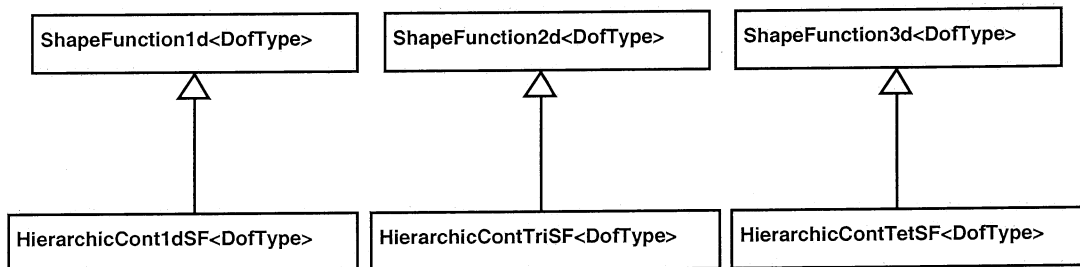 ShapeFunction1d<DofType>
ShapeFunction2d<DofType>
ShapeFunction3d<DofType>
HierarchicCont1dSF<DofType>
HierarchicContTriSF<DofType>
HierarchicContTetSF<DofType>